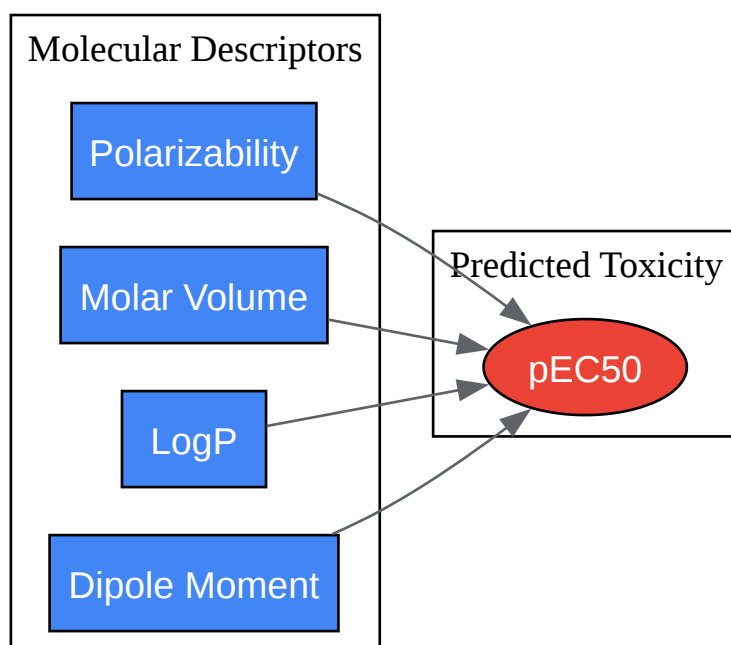 Molecular Descriptors
Polarizability
Molar Volume
LogP
Dipole Moment
Predicted Toxicity
pEC50